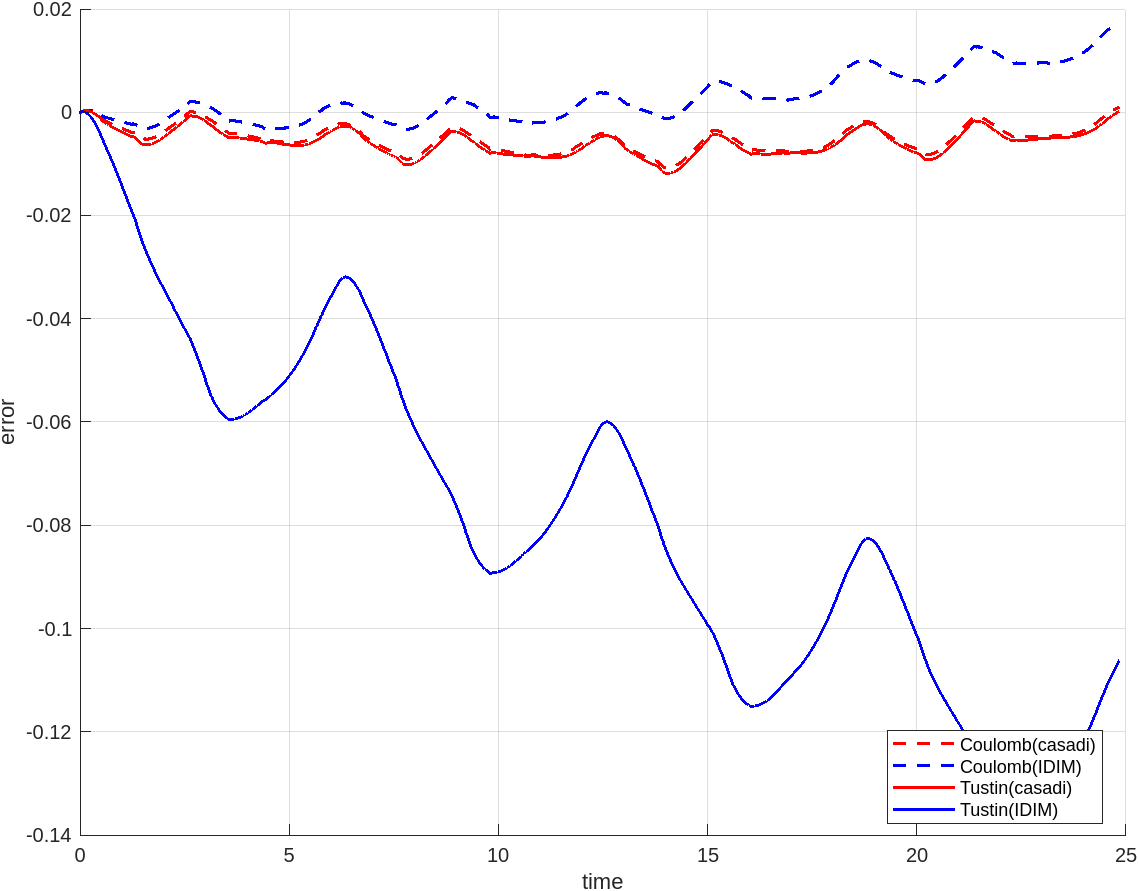 0.02
0
-0.02
-0.04
-0.06
-0.08
-0.1
-0.12
-0.14
error
0
5
10
15
20
25
time
Coulomb(casadi)
Coulomb(IDIM)
Tustin(casadi)
Tustin(IDIM)